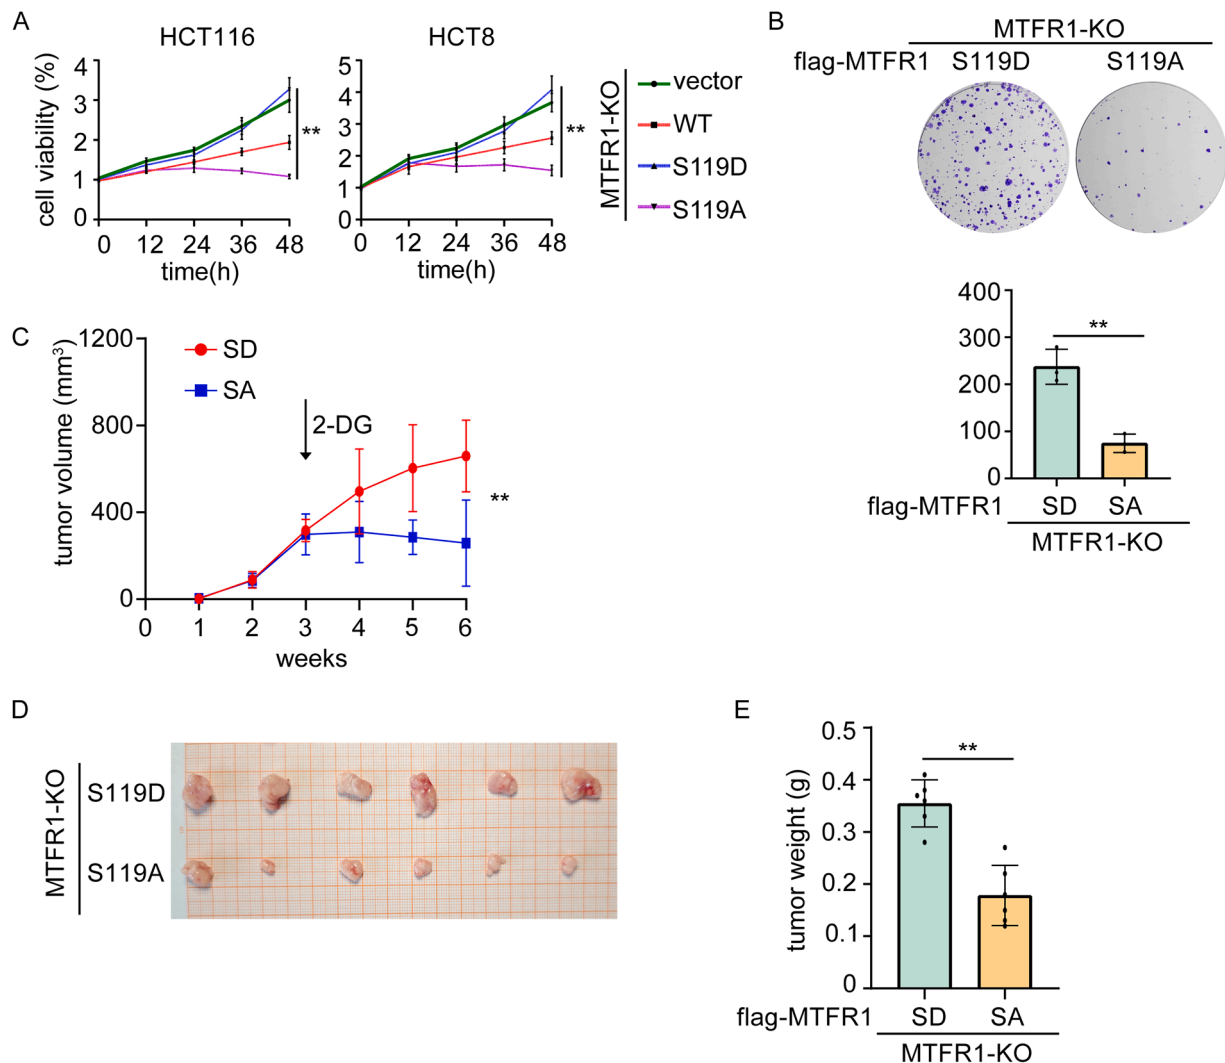 A
HCT116
HCT8
cell viability (%)
4
3
2
1
0
0 12 24 36 48
time(h)
**
5
4
3
2
1
0
0 12 24 36 48
time(h)
**
MTFR1-KO
vector
WT
S119D
S119A
B
MTFR1-KO
flag-MTFR1 S119D S119A
400
300
200
100
0
**
flag-MTFR1 SD SA
MTFR1-KO
C
tumor volume (mm³)
1200
800
400
0
SD
SA
2-DG
**
0 1 2 3 4 5 6
weeks
D
MTFR1-KO
S119D
S119A
E
tumor weight (g)
0.5
0.4
0.3
0.2
0.1
0
**
flag-MTFR1 SD SA
MTFR1-KO